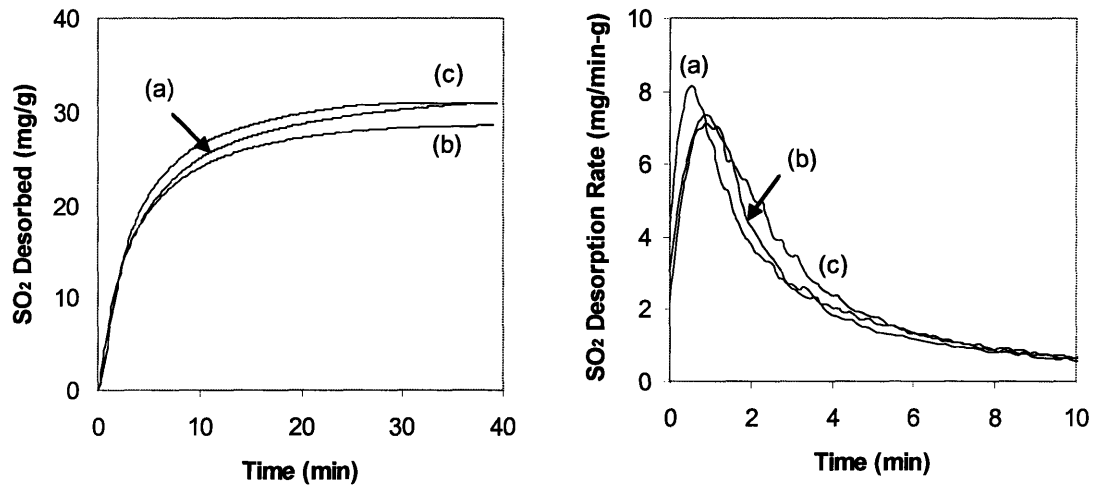 SO2 Desorbed (mg/g)
40
30
20
10
0
(a)
(c)
(b)
0 10 20 30 40
Time (min)
SO2 Desorption Rate (mg/min-g)
10
8
6
4
2
0
(a)
(b)
(c)
0 2 4 6 8 10
Time (min)